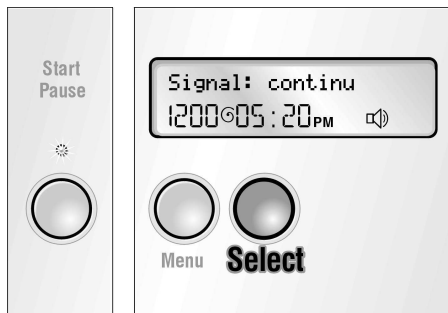 Start
Pause
Signal: continu
1200 05:20PM
Menu
Select